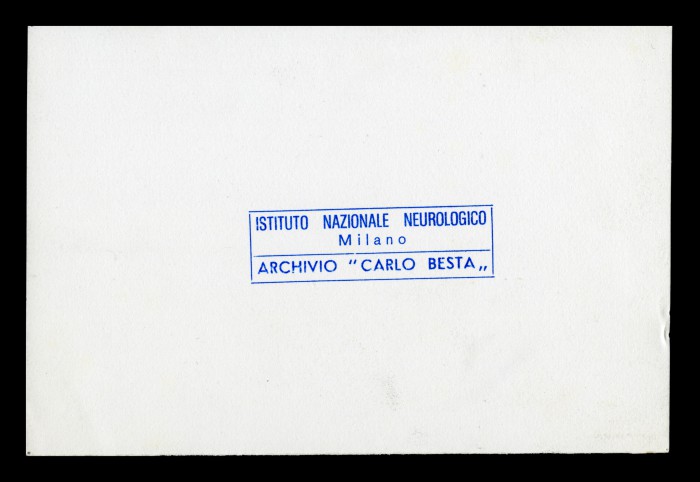 ISTITUTO NAZIONALE NEUROLOGICO
Milano
ARCHIVIO "CARLO BESTA„